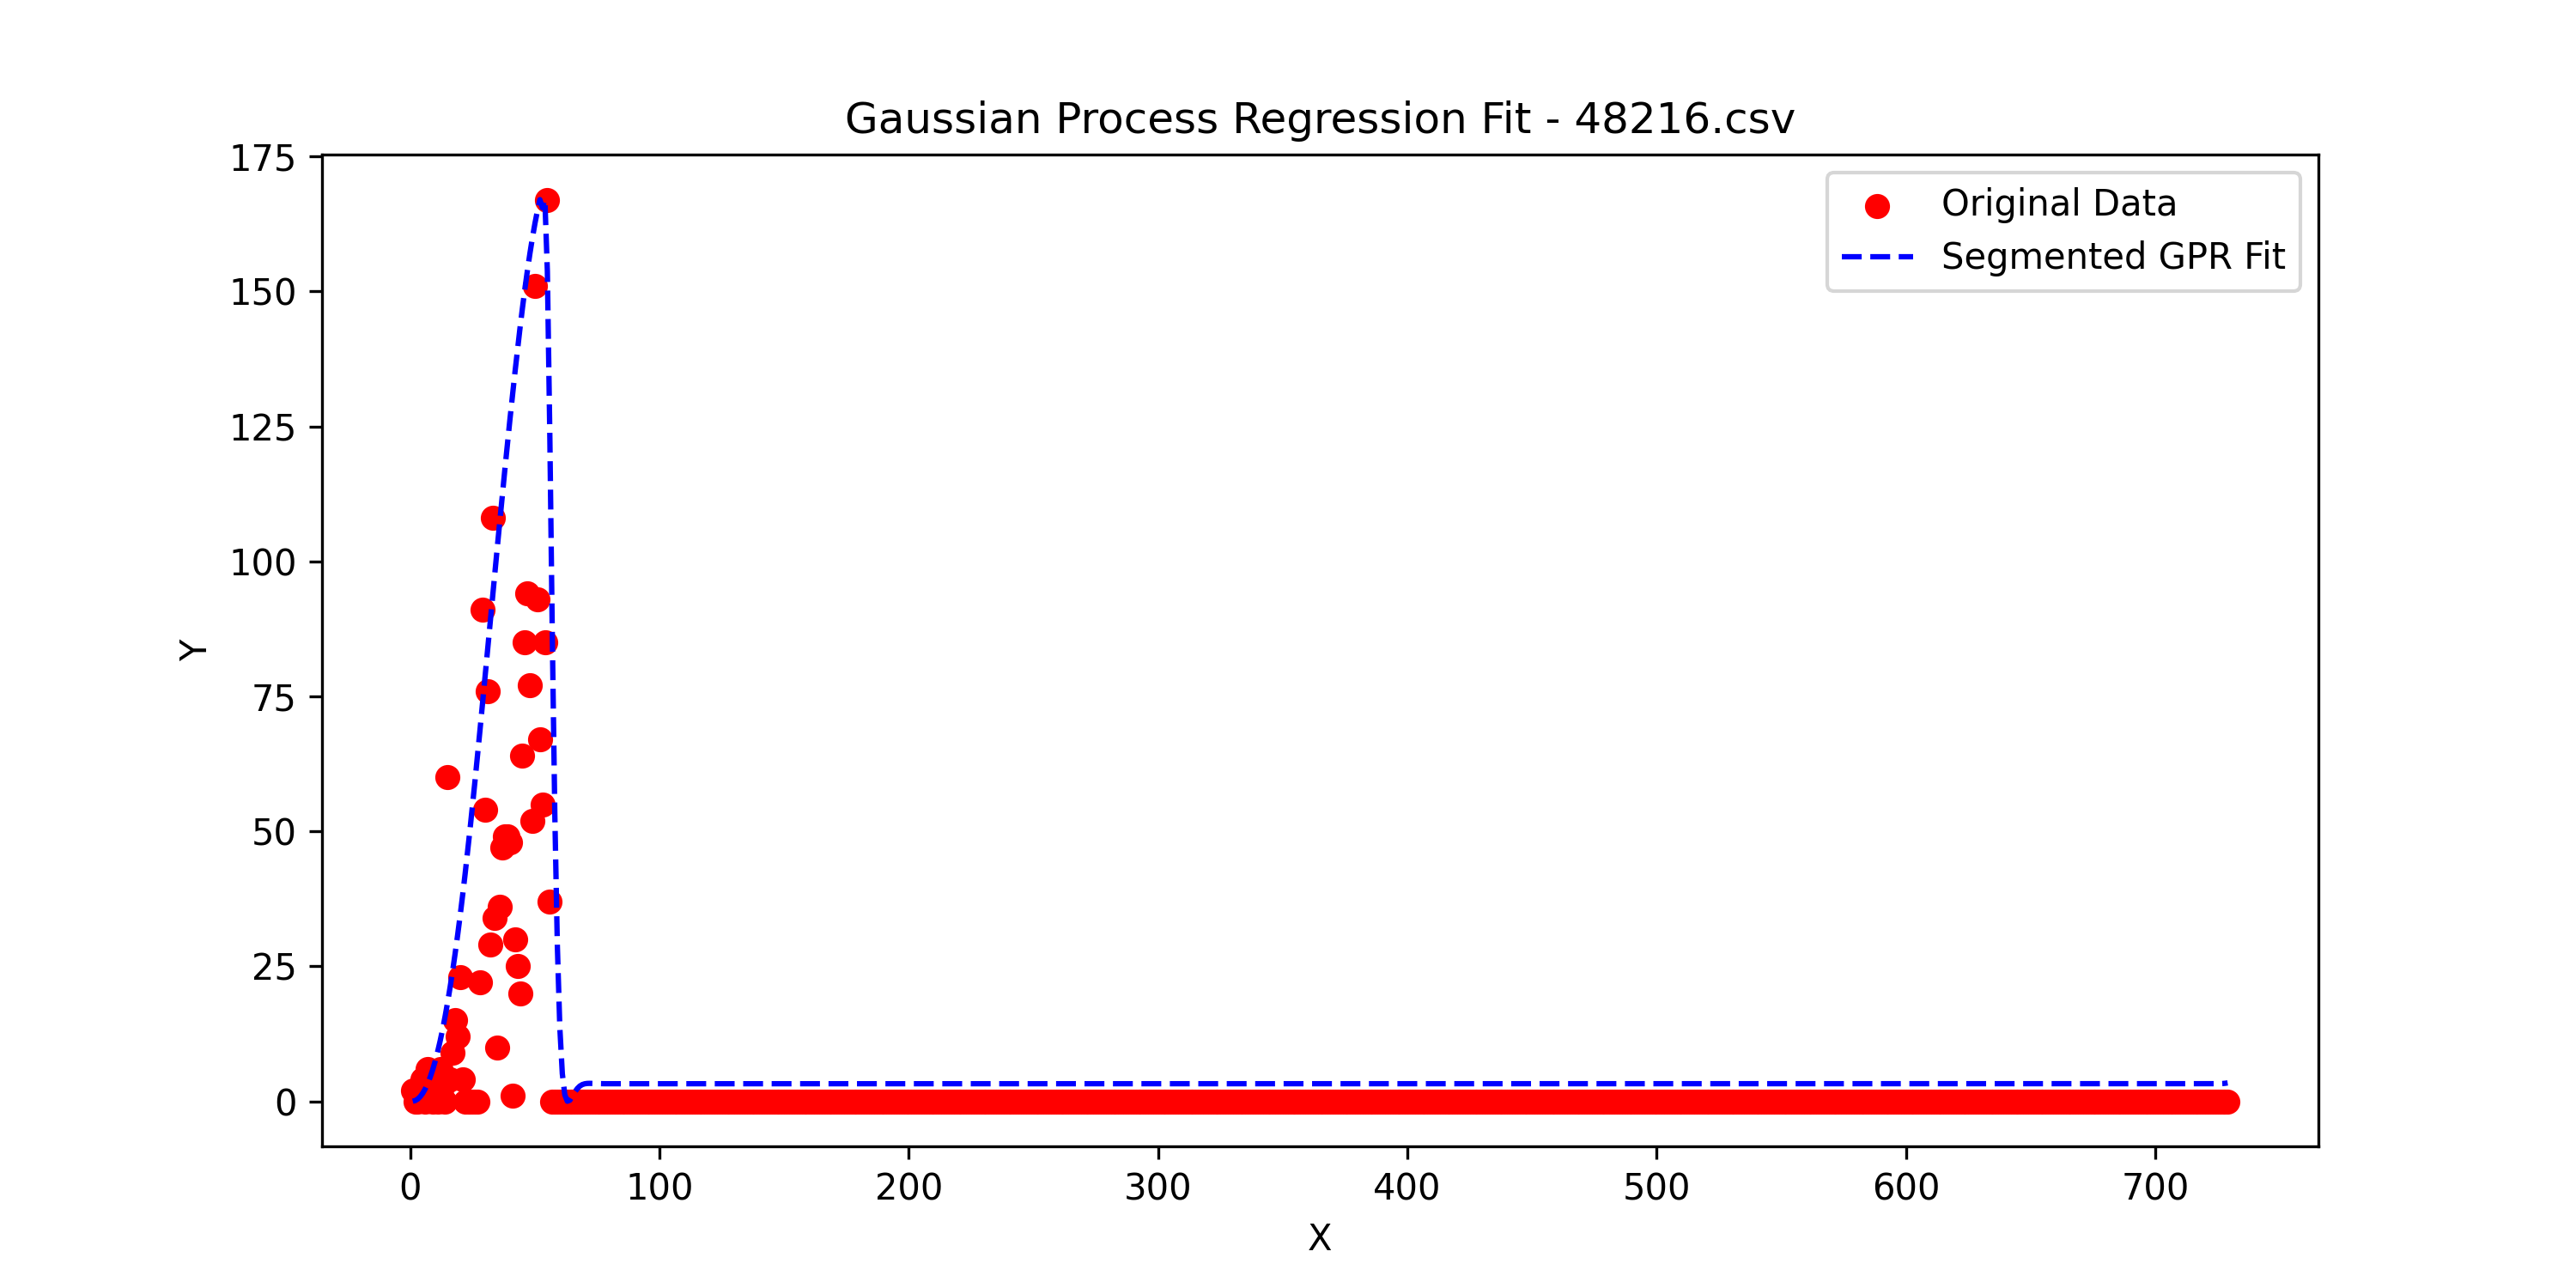 Gaussian Process Regression Fit - 48216.csv
175
150
125
100
75
50
25
0
Y
Original Data
Segmented GPR Fit
0 100 200 300 400 500 600 700
X